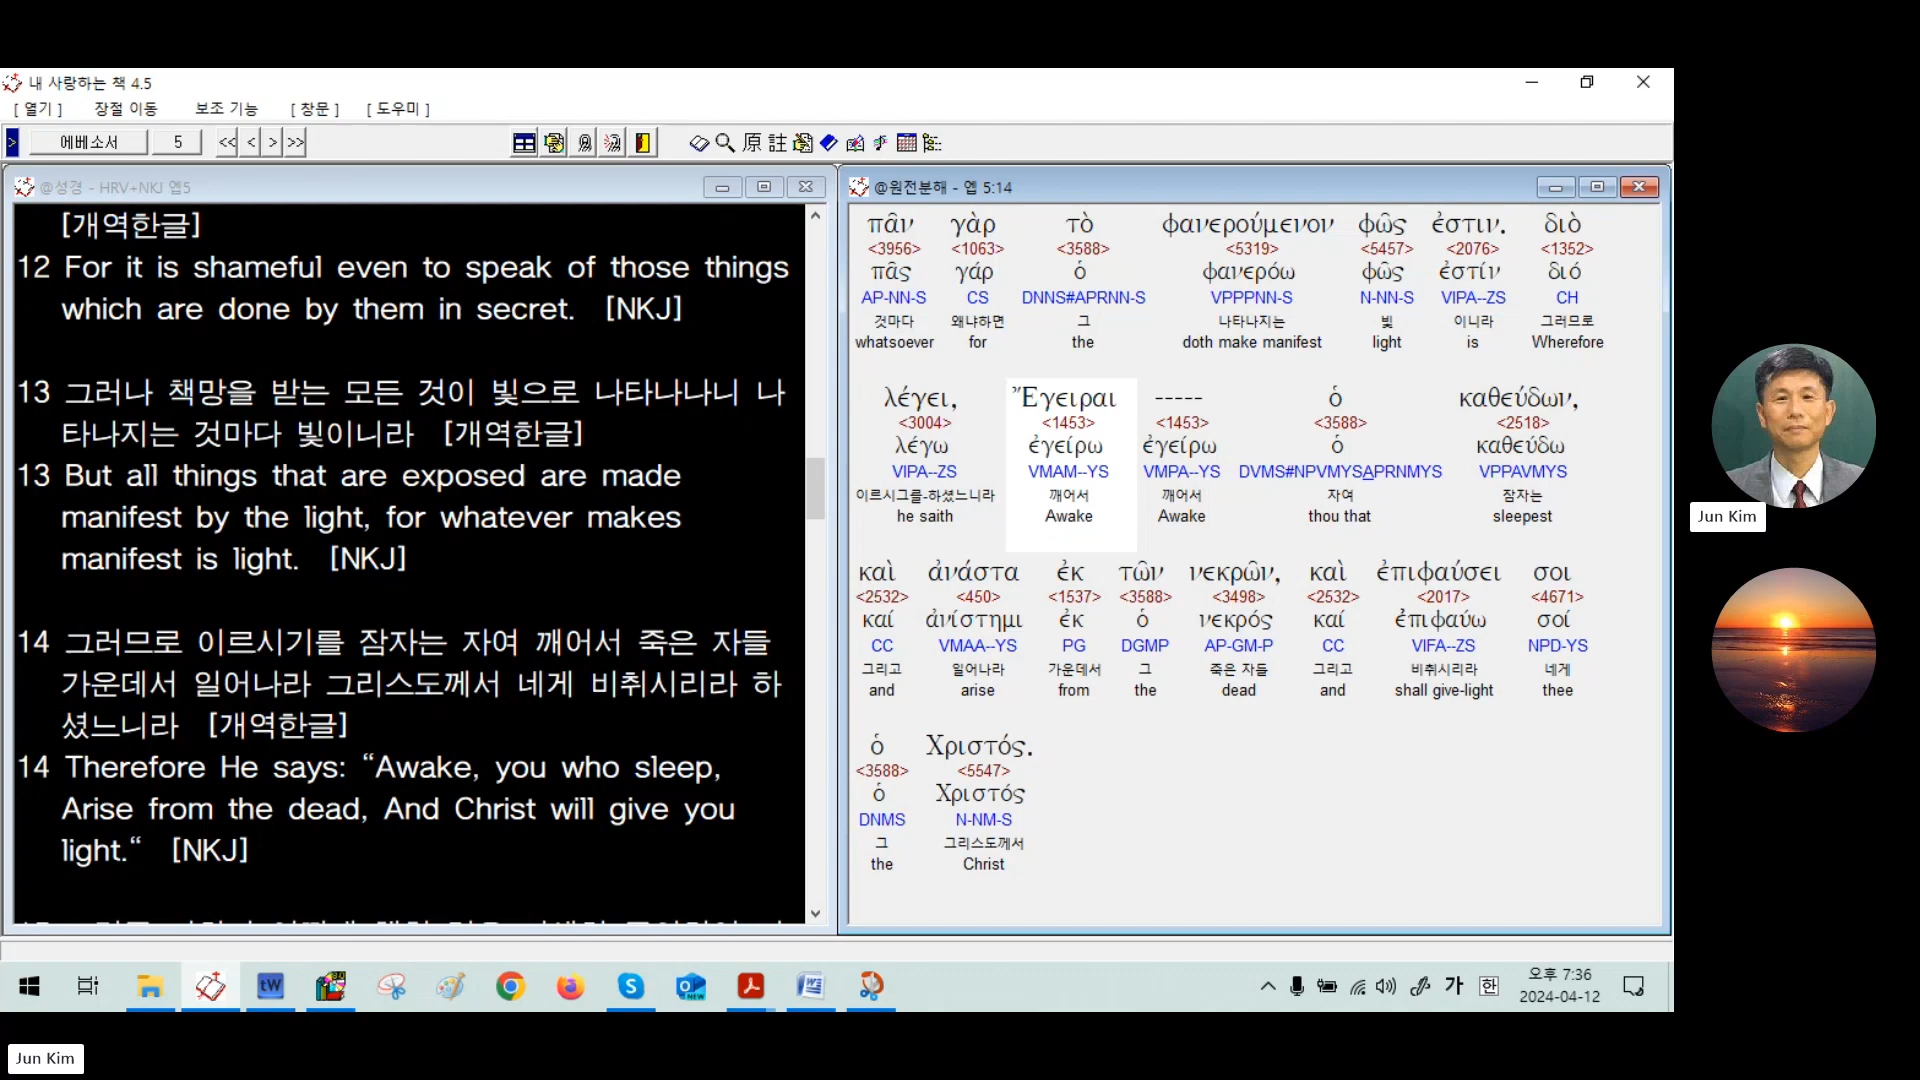 내 사랑하는 책 4.5
[ 열기 ] 장절 이동 보조 기능 [ 창문 ] [ 도우미 ]
에베소서 5 << < > >> 原 註
@성경 - HRV+NKJ 엡5
[개역한글]
12 For it is shameful even to speak of those things
which are done by them in secret. [NKJ]
13 그러나 책망을 받는 모든 것이 빛으로 나타나나니 나
타나지는 것마다 빛이니라 [개역한글]
13 But all things that are exposed are made
manifest by the light, for whatever makes
manifest is light. [NKJ]
14 그러므로 이르시기를 잠자는 자여 깨어서 죽은 자들
가운데서 일어나라 그리스도께서 네게 비취시리라 하
셨느니라 [개역한글]
14 Therefore He says: “Awake, you who sleep,
Arise from the dead, And Christ will give you
light.“ [NKJ]
@원전분해 - 엡 5:14
πᾶν γὰρ τὸ φανερούμενον φῶς ἐστιν. διὸ
<3956> <1063> <3588> <5319> <5457> <2076> <1352>
πᾶς γάρ ὁ φανερόω φῶς ἐστίν διό
AP-NN-S CS DNNS#APRNN-S VPPPNN-S N-NN-S VIPA--ZS CH
것마다 왜냐하면 그 나타나지는 빛 이니라 그러므로
whatsoever for the doth make manifest light is Wherefore
λέγει, Ἔγειραι ----- ὁ καθεύδων,
<3004> <1453> <1453> <3588> <2518>
λέγω ἐγείρω ἐγείρω ὁ καθεύδω
VIPA--ZS VMAM--YS VMPA--YS DVMS#NPVMYSAPRNMYS VPPAVMYS
이르시그를-하셨느니라 깨어서 깨어서 자여 잠자는
he saith Awake Awake thou that sleepest
καὶ ἀνάστα ἐκ τῶν νεκρῶν, καὶ ἐπιφαύσει σοι
<2532> <450> <1537> <3588> <3498> <2532> <2017> <4671>
καί ἀνίστημι ἐκ ὁ νεκρός καί ἐπιφαύω σοί
CC VMAA--YS PG DGMP AP-GM-P CC VIFA--ZS NPD-YS
그리고 일어나라 가운데서 그 죽은 자들 그리고 비취시리라 네게
and arise from the dead and shall give-light thee
ὁ Χριστός.
<3588> <5547>
ὁ Χριστός
DNMS N-NM-S
그 그리스도께서
the Christ
Jun Kim
가 한
오후 7:36
2024-04-12
Jun Kim